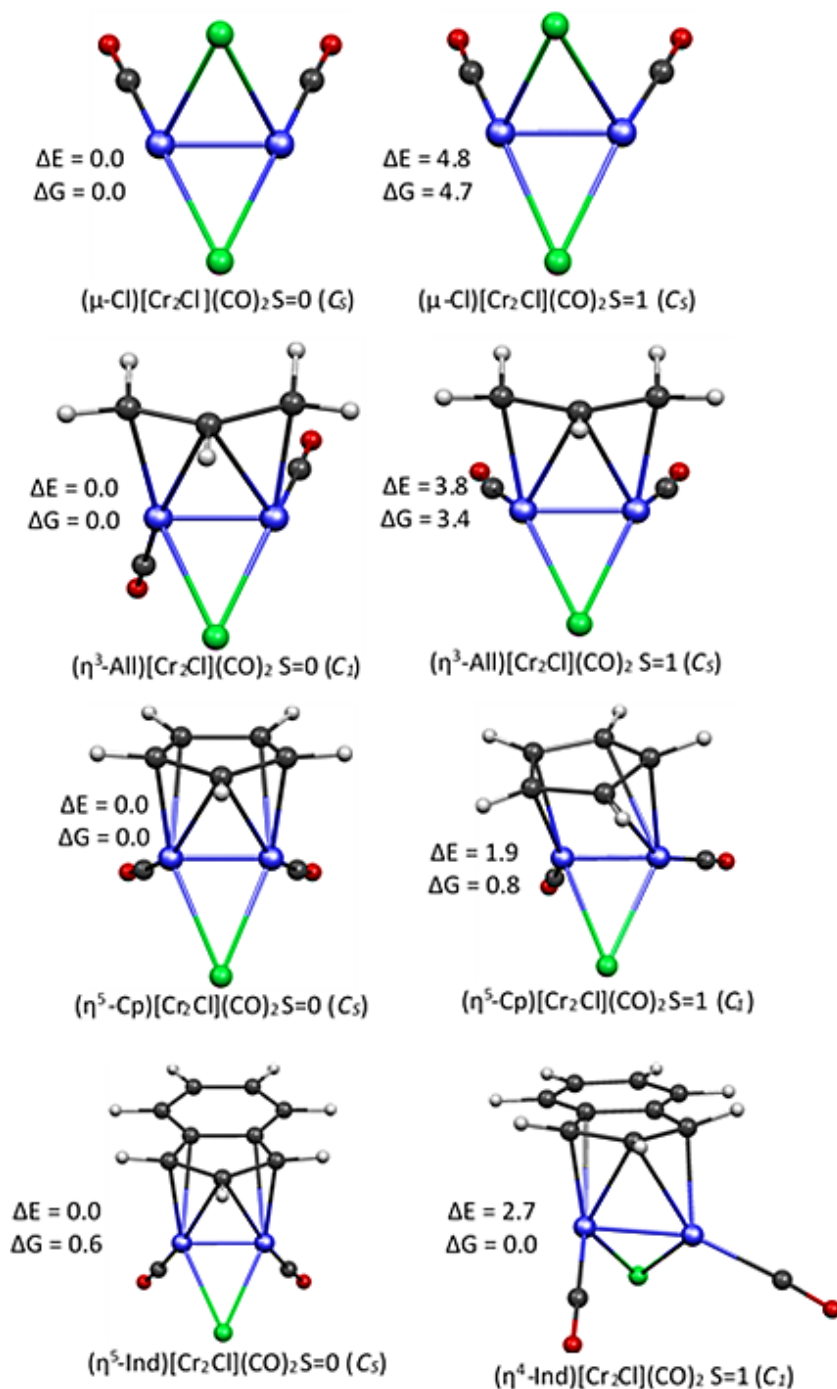 ΔE = 0.0
ΔG = 0.0
ΔE = 4.8
ΔG = 4.7
(μ-Cl)[Cr₂Cl](CO)₂ S=0 (Cₛ)
(μ-Cl)[Cr₂Cl](CO)₂ S=1 (Cₛ)
ΔE = 0.0
ΔG = 0.0
ΔE = 3.8
ΔG = 3.4
(η³-All)[Cr₂Cl](CO)₂ S=0 (C₁)
(η³-All)[Cr₂Cl](CO)₂ S=1 (Cₛ)
ΔE = 0.0
ΔG = 0.0
ΔE = 1.9
ΔG = 0.8
(η⁵-Cp)[Cr₂Cl](CO)₂ S=0 (Cₛ)
(η⁵-Cp)[Cr₂Cl](CO)₂ S=1 (C₁)
ΔE = 0.0
ΔG = 0.6
ΔE = 2.7
ΔG = 0.0
(η⁵-Ind)[Cr₂Cl](CO)₂ S=0 (Cₛ)
(η⁴-Ind)[Cr₂Cl](CO)₂ S=1 (C₁)